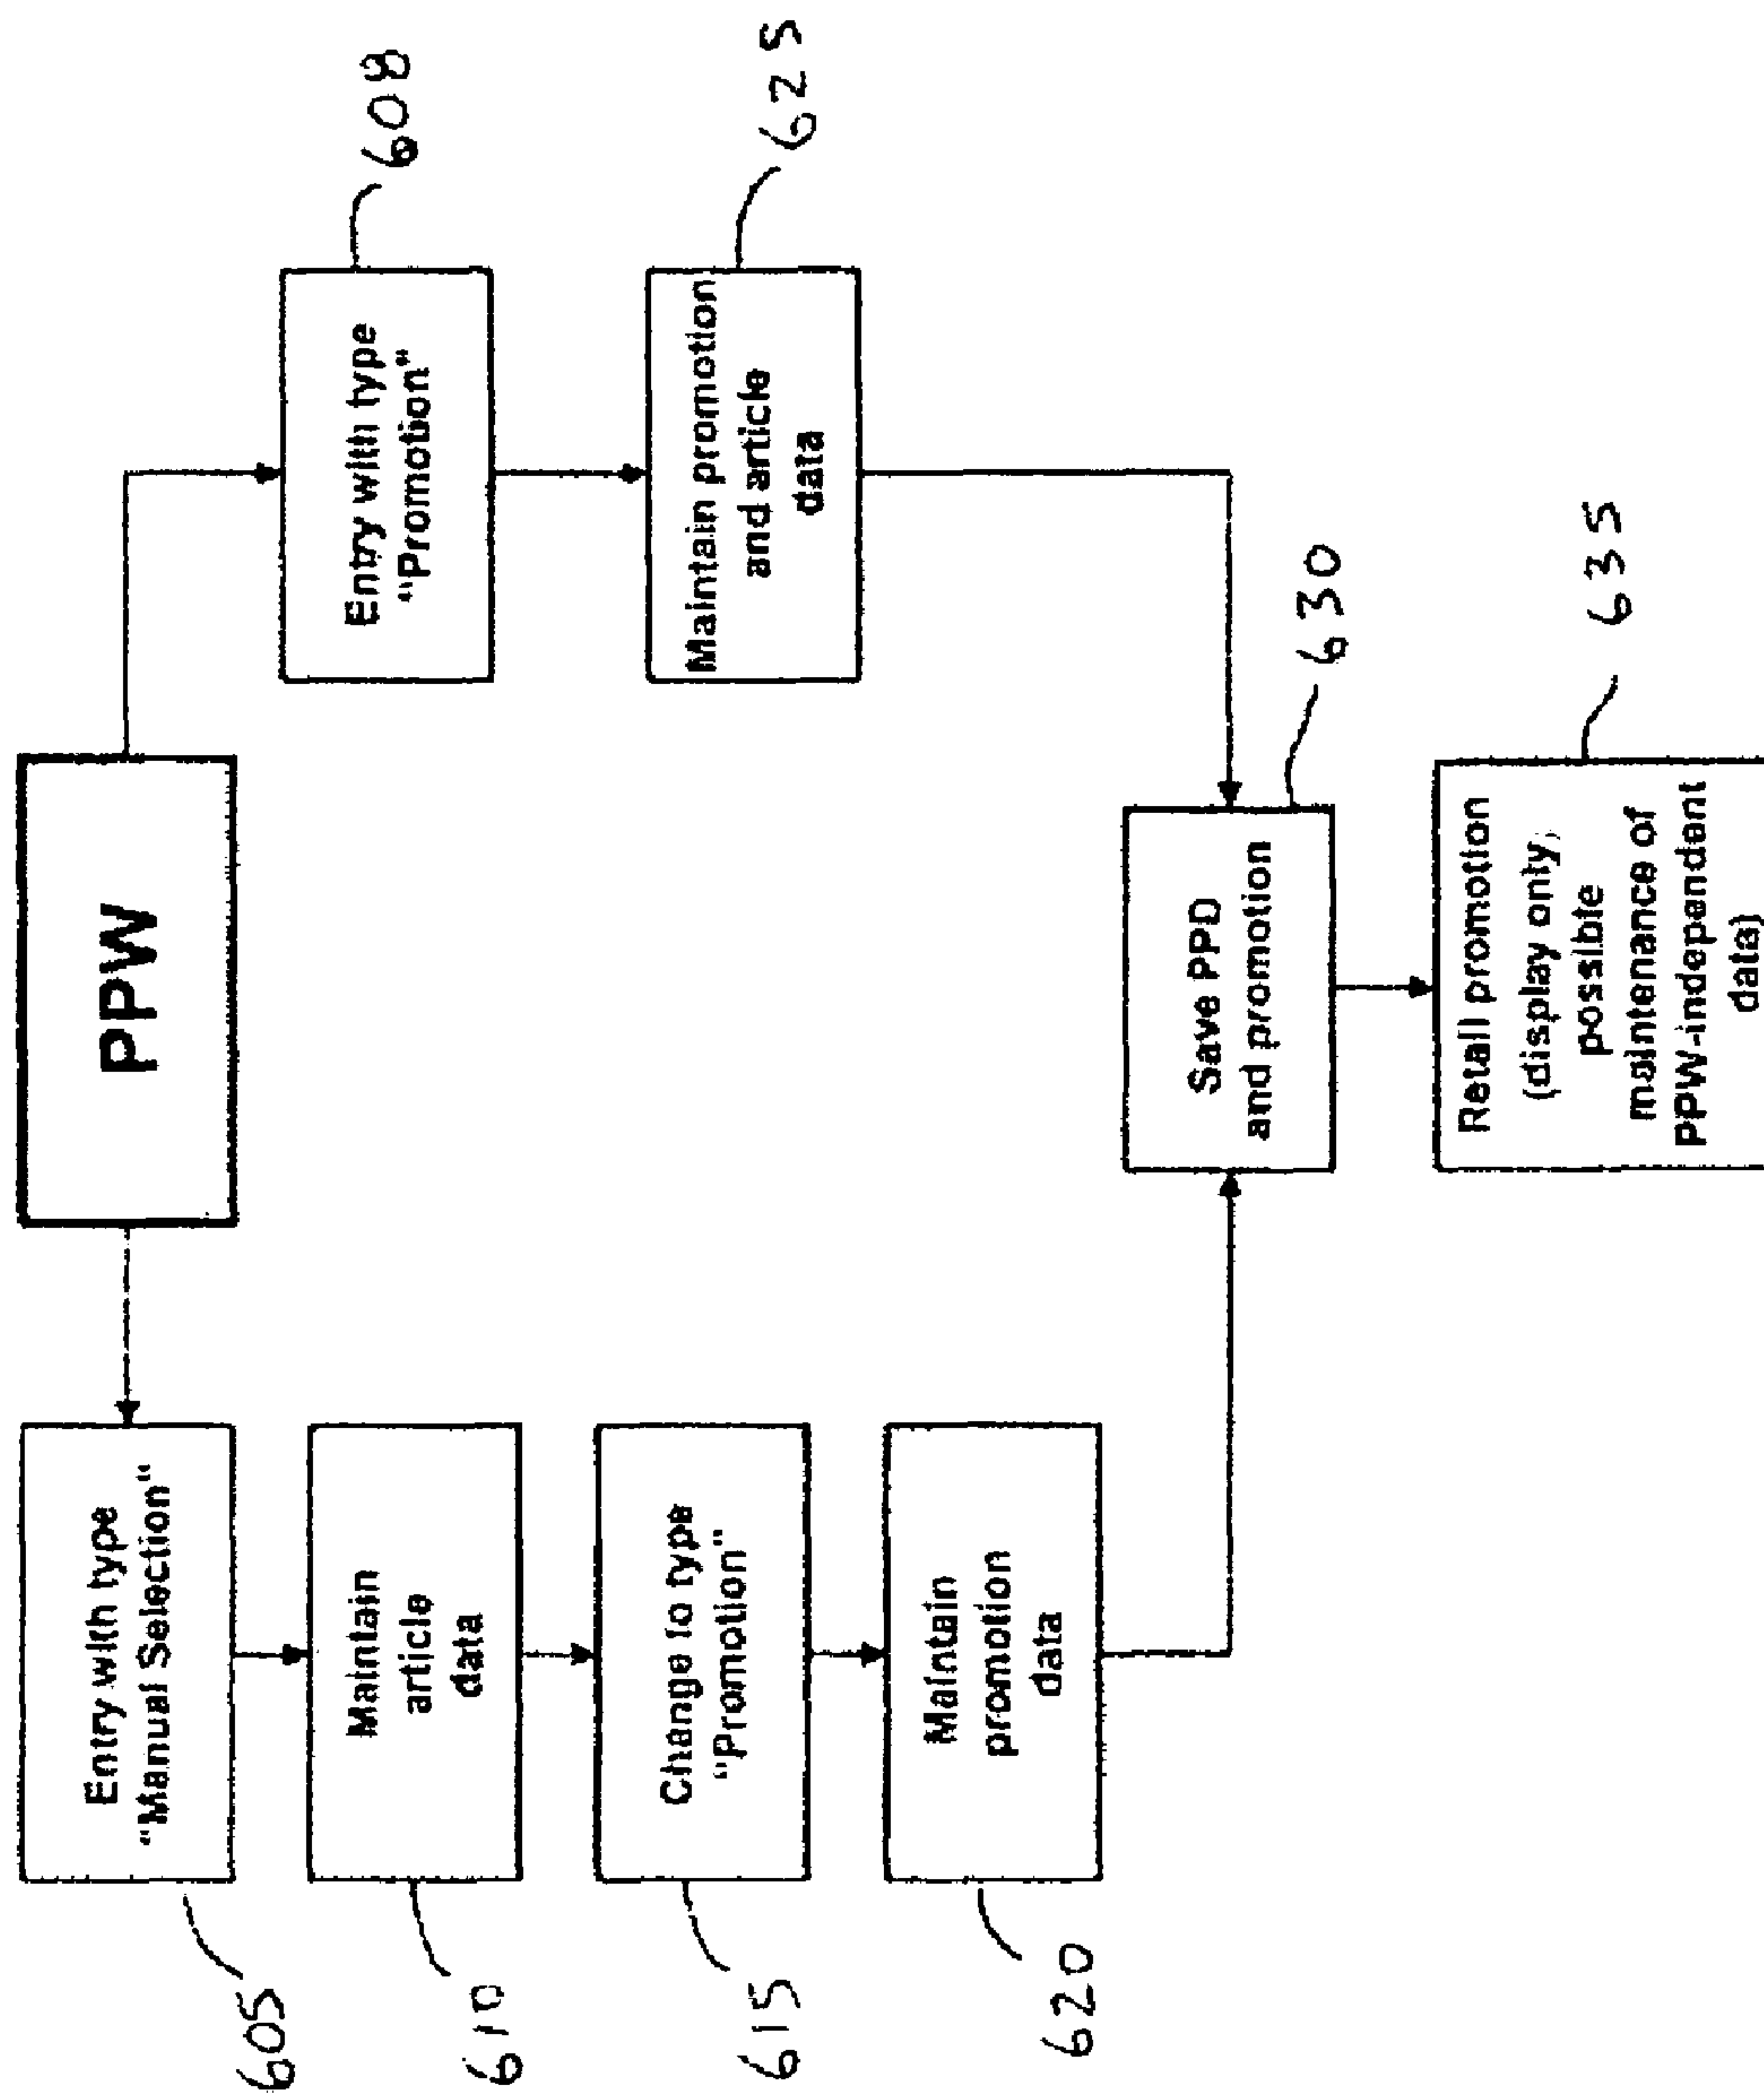 PPW
Entry with type
"Manual Selection"
605
Maintain
article
data
610
Change to type
"Promotion"
615
Maintain
promotion
data
620
Entry with type
"Promotion"
608
Maintain promotion
and article
data
625
Save PPD
and promotion
630
Retail promotion
(display only,
possible
maintenance of
PPW-independent
data)
635